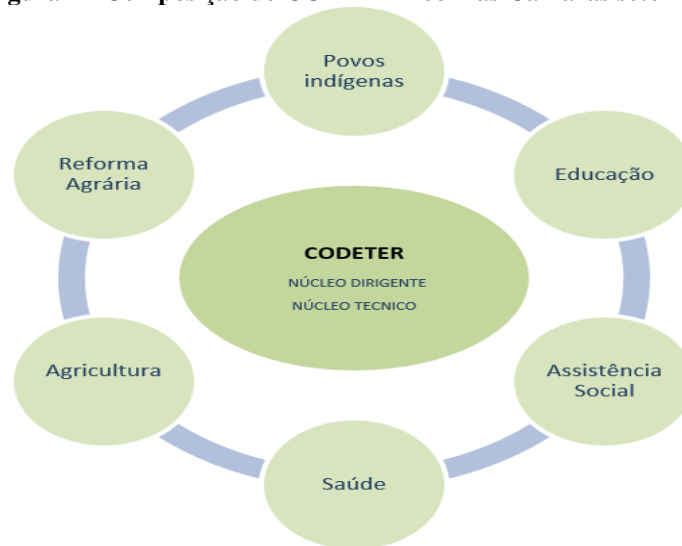 Povos
indígenas
Reforma
Agrária
Educação
CODETER
NÚCLEO DIRIGENTE
NÚCLEO TECNICO
Agricultura
Assistência
Social
Saúde